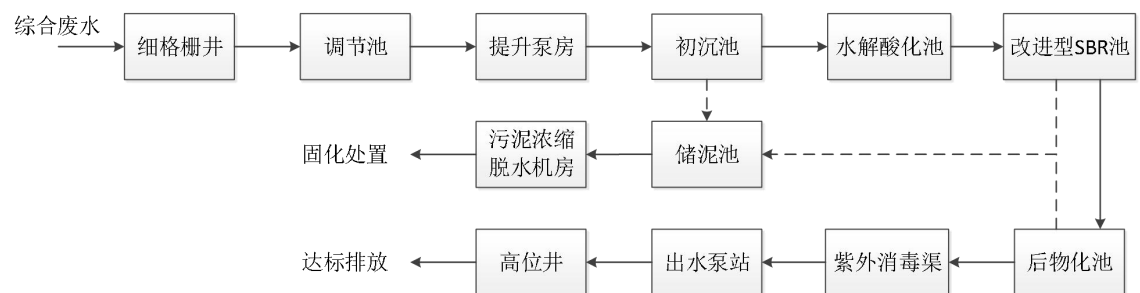 综合废水
细格栅井
调节池
提升泵房
初沉池
水解酸化池
改进型SBR池
固化处置
污泥浓缩
脱水机房
储泥池
达标排放
高位井
出水泵站
紫外消毒渠
后物化池